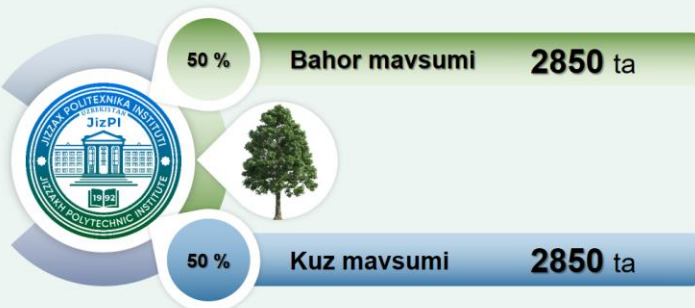 50 % Bahor mavsumi 2850 ta
JIZZAX POLITEXNIKA INSTITUTI
UZBEKISTAN
JizPI
1992
JIZZAKH POLYTECHNIC INSTITUTE
50 % Kuz mavsumi 2850 ta